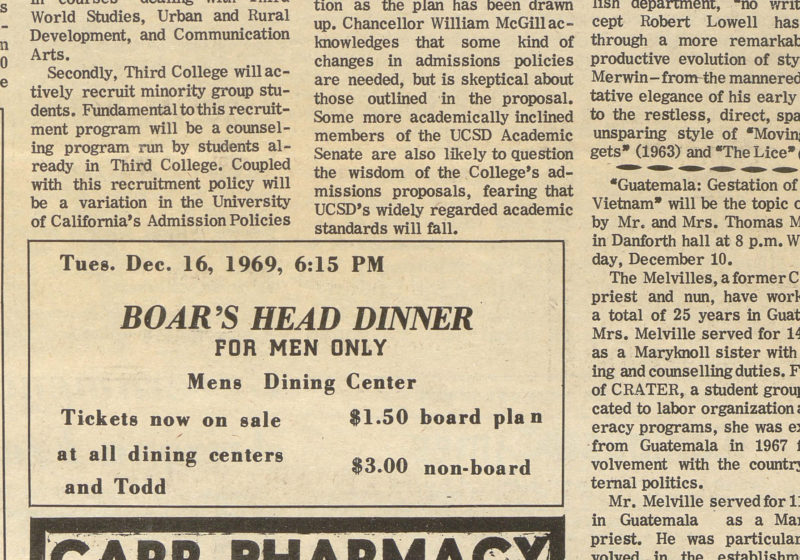 World Studies, Urban and Rural
Development, and Communication
Arts.
Secondly, Third College will ac-
tively recruit minority group stu-
dents. Fundamental to this recruit-
ment program will be a counsel-
ing program run by students al-
ready in Third College. Coupled
with this recruitment policy will
be a variation in the University
of California's Admission Policies
tion as the plan has been drawn
up. Chancellor William McGill ac-
knowledges that some kind of
changes in admissions policies
are needed, but is skeptical about
those outlined in the proposal.
Some more academically inclined
members of the UCSD Academic
Senate are also likely to question
the wisdom of the College's ad-
missions proposals, fearing that
UCSD's widely regarded academic
standards will fall.
Tues. Dec. 16, 1969, 6:15 PM
BOAR'S HEAD DINNER
FOR MEN ONLY
Mens Dining Center
Tickets now on sale
at all dining centers
and Todd
$1.50 board plan
$3.00 non-board
CARR PHARMACY
lish department, "no writ
cept Robert Lowell has
through a more remarkab
productive evolution of sty
Merwin—from the mannered
tative elegance of his early
to the restless, direct, spa
unsparing style of "Moving
gets" (1963) and "The Lice"
"Guatemala: Gestation of
Vietnam" will be the topic o
by Mr. and Mrs. Thomas M
in Danforth hall at 8 p.m. W
day, December 10.
The Melvilles, a former C
priest and nun, have work
a total of 25 years in Guat
Mrs. Melville served for 14
as a Maryknoll sister with
ing and counselling duties. F
of CRATER, a student group
cated to labor organization a
eracy programs, she was ex
from Guatemala in 1967 f
volvement with the country
ternal politics.
Mr. Melville served for 11
in Guatemala as a Mar
priest. He was particular
volved in the establishm